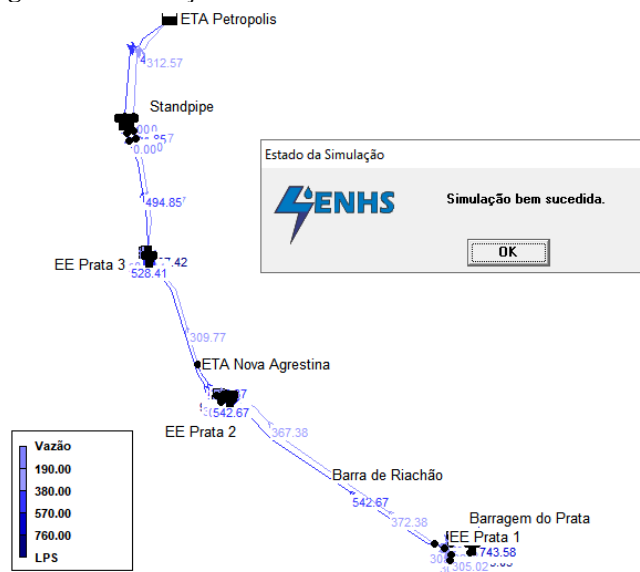 ETA Petropolis
312.57
Standpipe
0.00
494.85
Estado da Simulação
ENHS
Simulação bem sucedida.
OK
EE Prata 3
528.41
309.77
ETA Nova Agrestina
542.67
EE Prata 2
367.38
Barra de Riachão
542.67
372.38
Barragem do Prata
EE Prata 1
743.58
305.02
Vazão
190.00
380.00
570.00
760.00
LPS